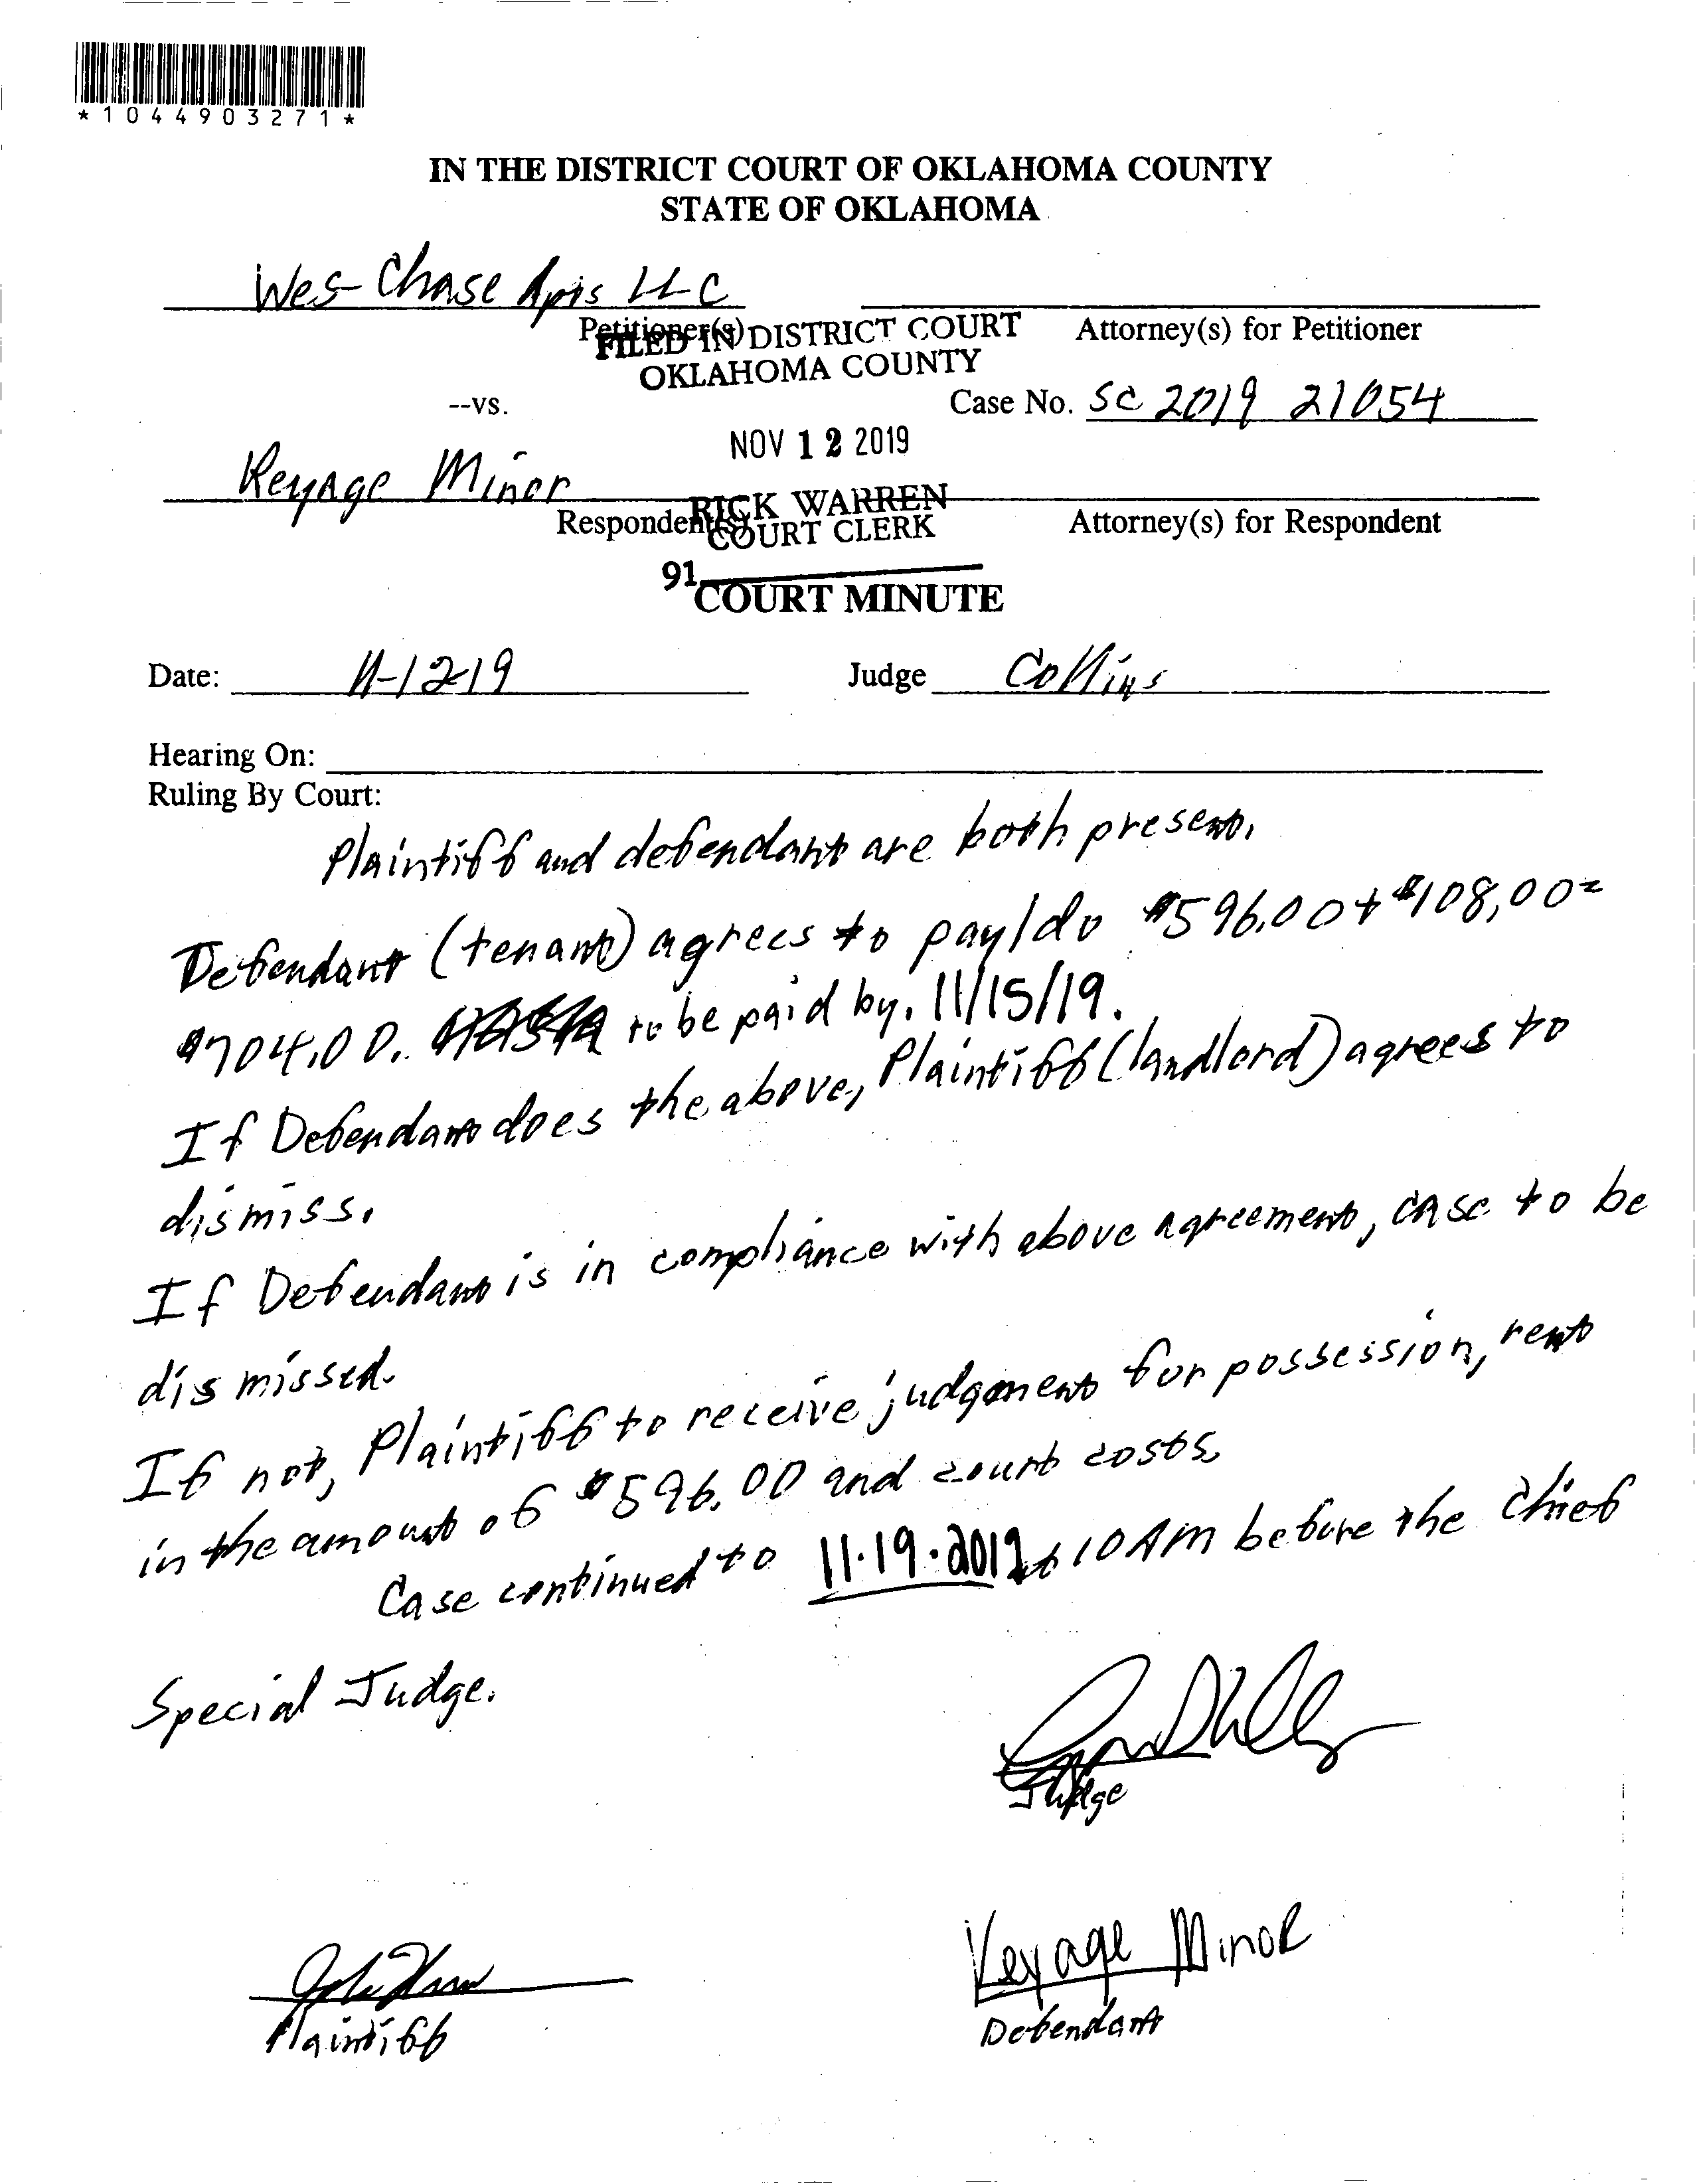 *1044903271*
IN THE DISTRICT COURT OF OKLAHOMA COUNTY
STATE OF OKLAHOMA
Wes Chase Apts LLC
Petitioner(s)
Attorney(s) for Petitioner
FILED IN DISTRICT COURT
OKLAHOMA COUNTY
--vs.
Case No. SC 2019 21054
NOV 12 2019
Keyage Minor
RICK WARREN
Respondent(s)
COURT CLERK
Attorney(s) for Respondent
91
COURT MINUTE
Date: 11-12-19
Judge Collins
Hearing On:
Ruling By Court:
Plaintiff and defendant are both present.
Defendant (tenant) agrees to pay/do $596.00 + $108.00=
$704.00. to be paid by. 11/15/19.
If Defendant does the above, Plaintiff (landlord) agrees to
dismiss.
If Defendant is in compliance with above agreement, case to be
dismissed.
If not, Plaintiff to receive judgment for possession, rent
in the amount of $596.00 and court costs.
Case continued to 11·19·2019 at 10 AM before the Chief
Special Judge.
Judge
Keyage Minor
Plaintiff
Defendant